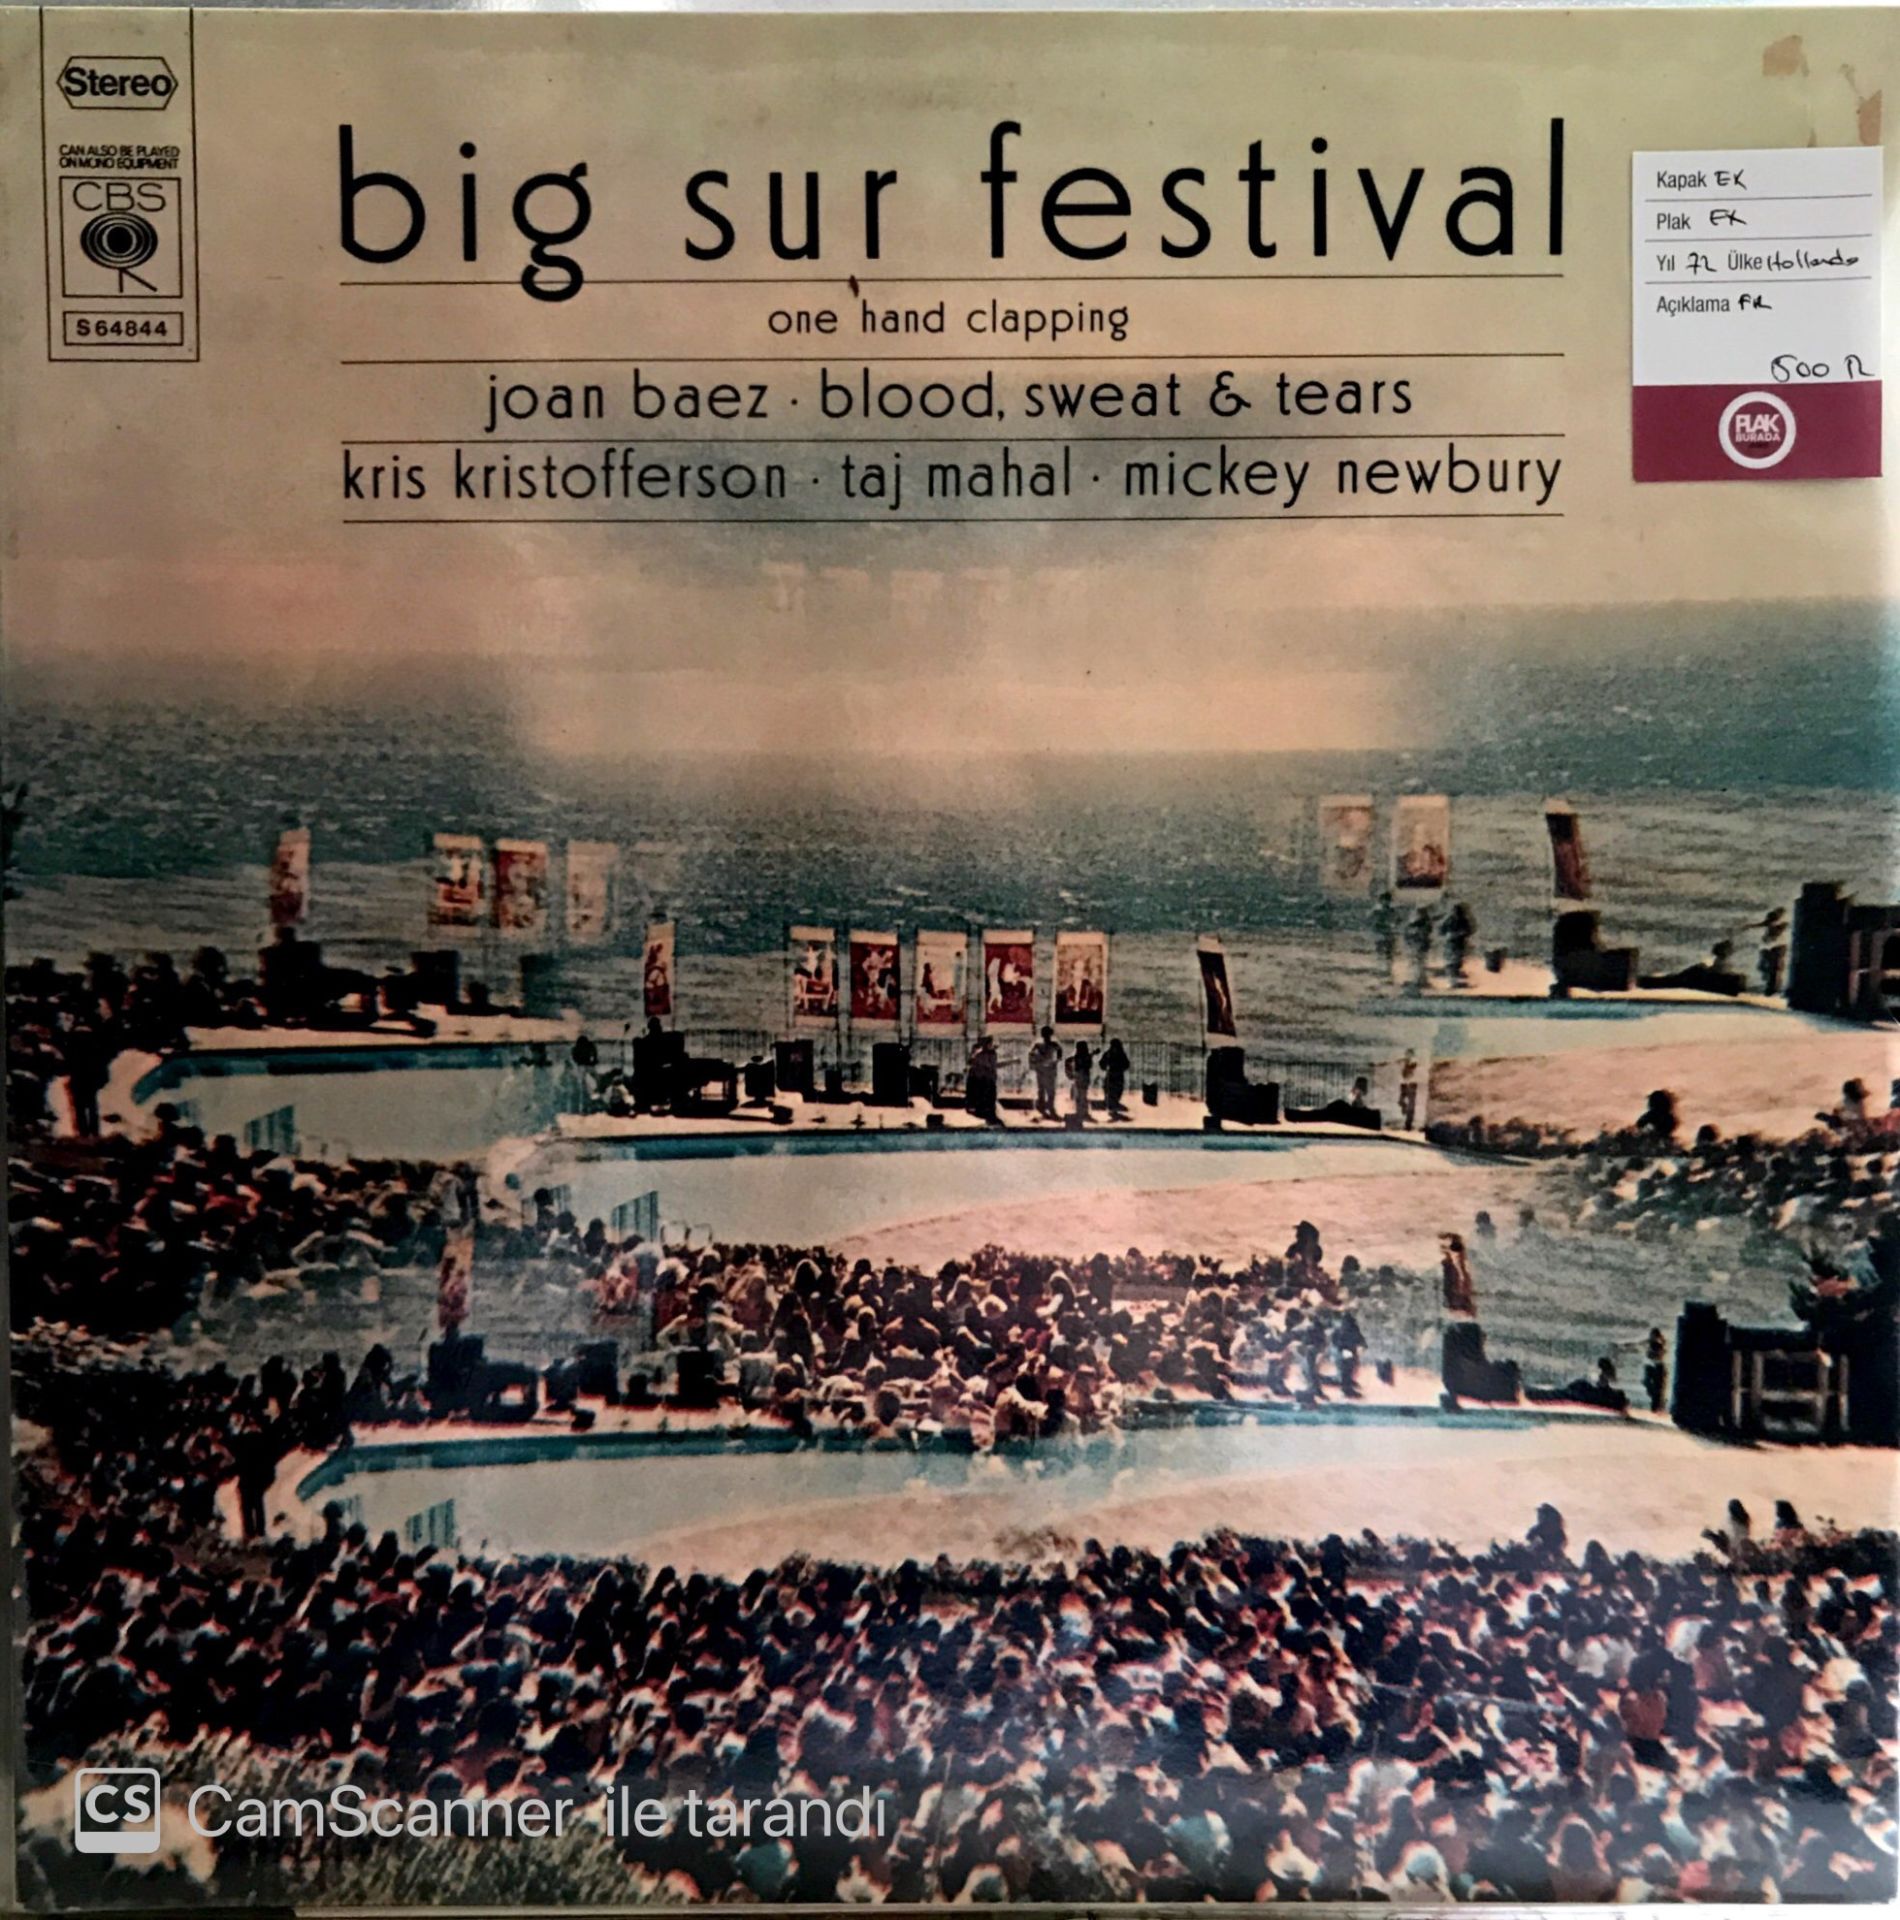 Stereo
CAN ALSO BE PLAYED
ON MONO EQUIPMENT
CBS
S 64844
big sur festival
one hand clapping
joan baez · blood, sweat & tears
kris kristofferson · taj mahal · mickey newbury
Kapak EX
Plak EX
Yıl 72 Ülke Hollanda
Açıklama
500 TL
PLAK
BURADA
CS CamScanner ile tarandı